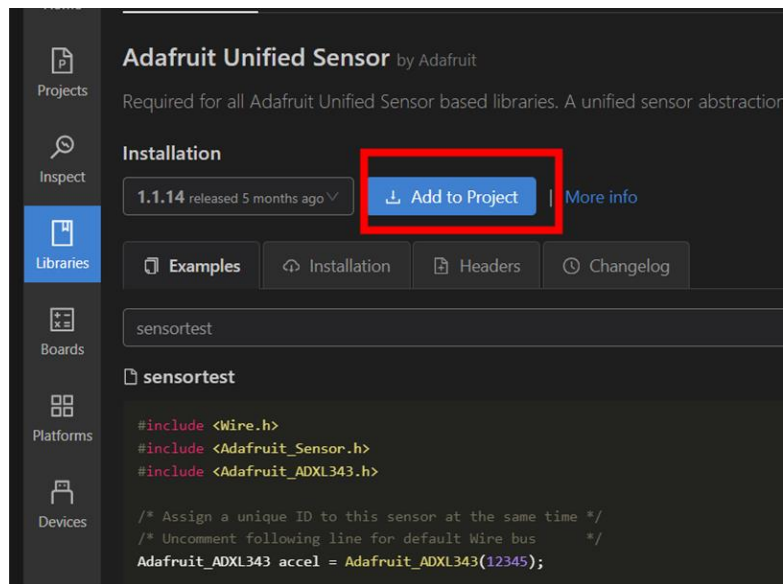 Projects
Inspect
Libraries
Boards
Platforms
Devices
Adafruit Unified Sensor by Adafruit
Required for all Adafruit Unified Sensor based libraries. A unified sensor abstraction
Installation
1.1.14 released 5 months ago
Add to Project | More info
Examples
Installation
Headers
Changelog
sensortest
sensortest
#include <Wire.h>
#include <Adafruit_Sensor.h>
#include <Adafruit_ADXL343.h>
/* Assign a unique ID to this sensor at the same time */
/* Uncomment following line for default Wire bus      */
Adafruit_ADXL343 accel = Adafruit_ADXL343(12345);